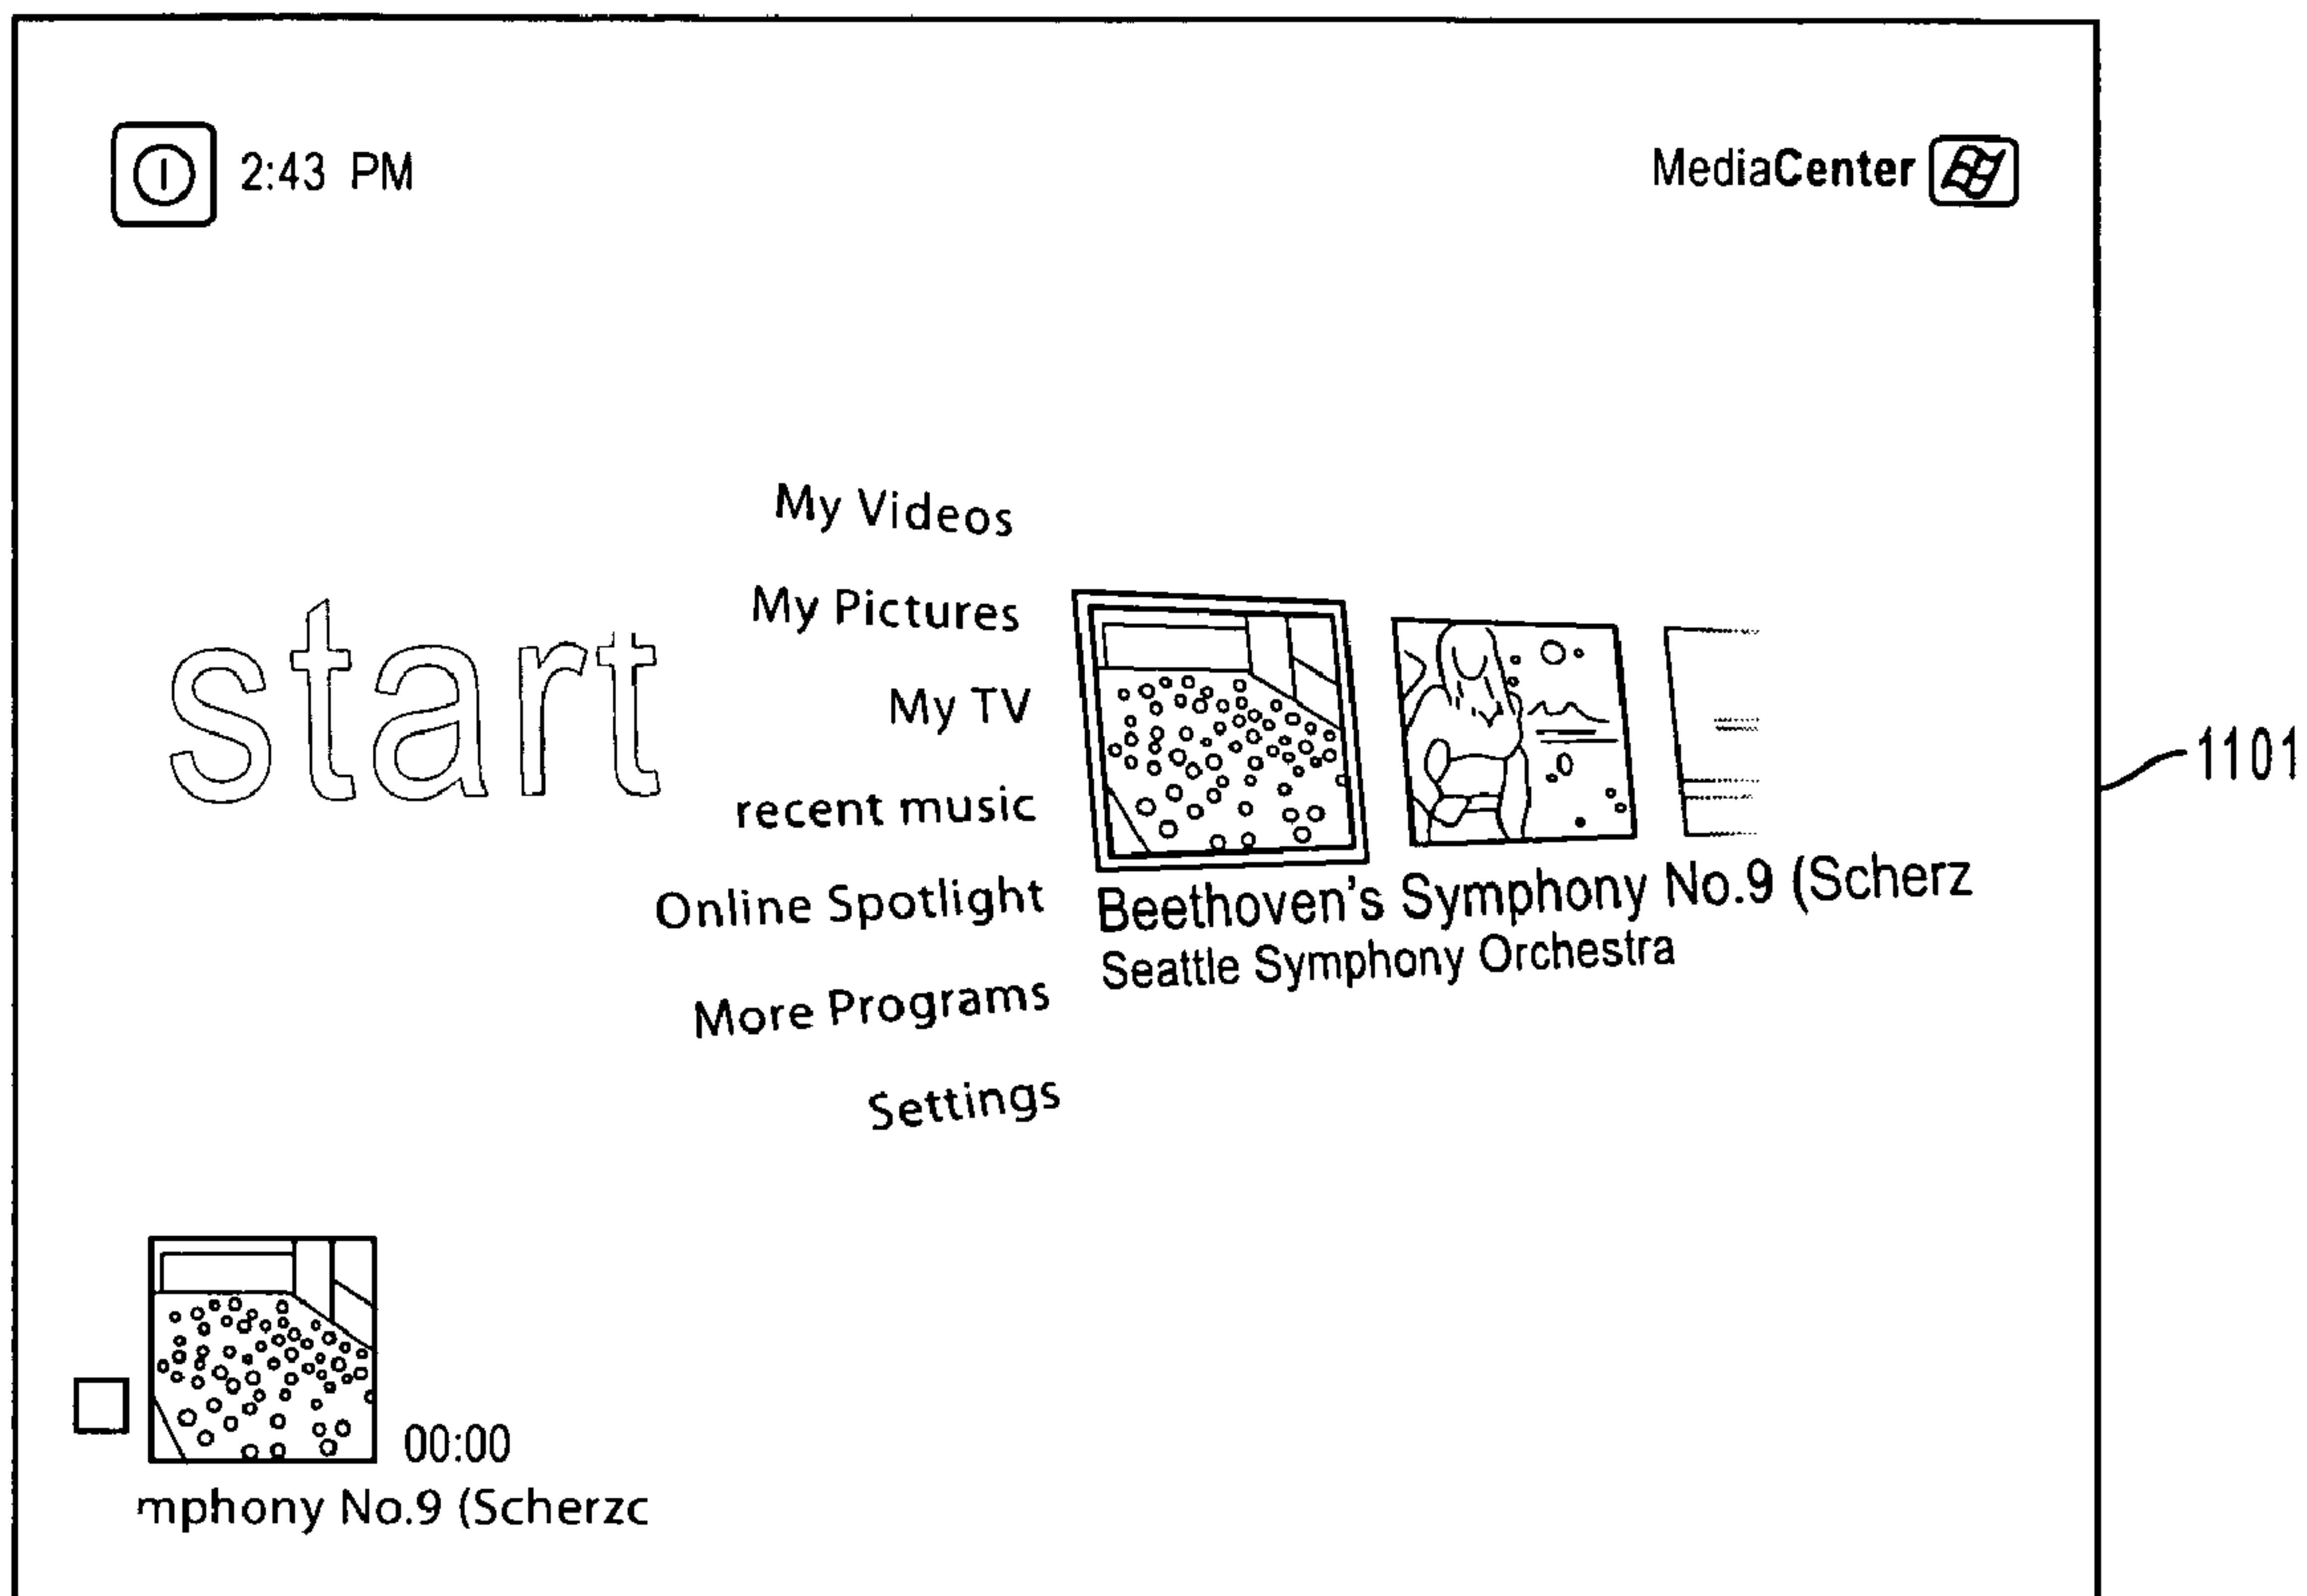 2:43 PM
MediaCenter
start
My Videos
My Pictures
My TV
recent music
Online Spotlight
More Programs
Settings
Beethoven's Symphony No.9 (Scherz
Seattle Symphony Orchestra
1101
00:00
mphony No.9 (Scherzc